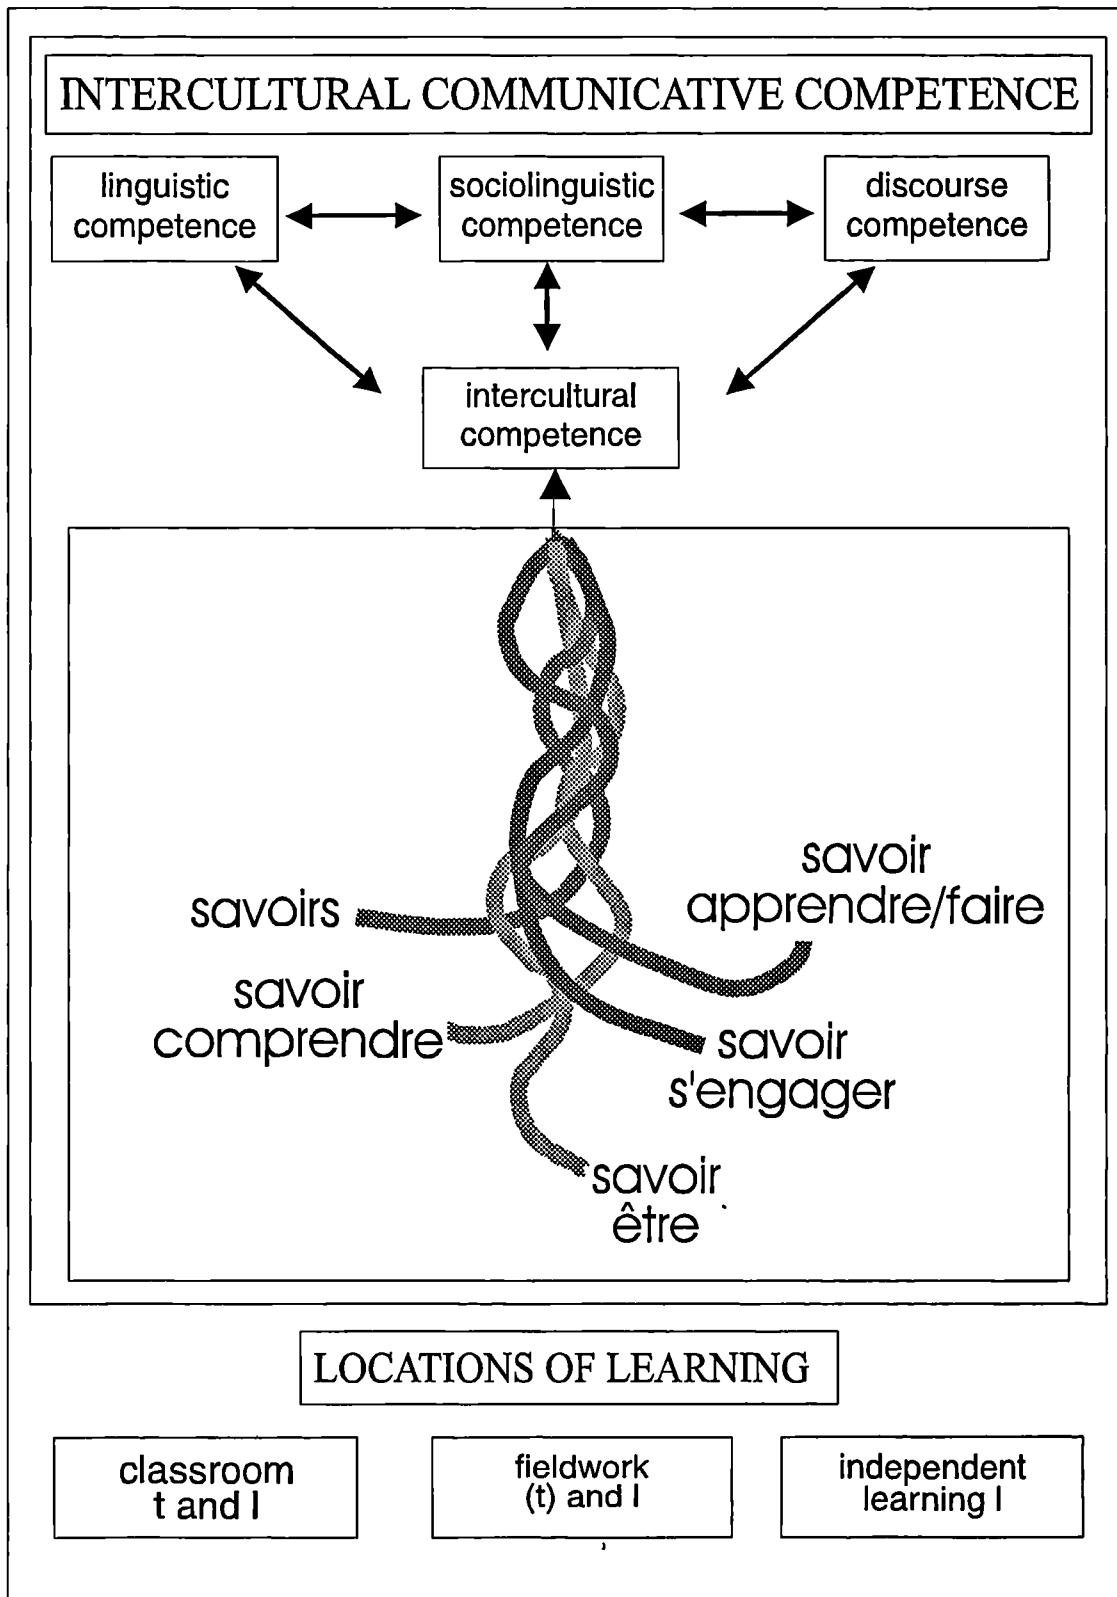 INTERCULTURAL COMMUNICATIVE COMPETENCE
linguistic
competence
sociolinguistic
competence
discourse
competence
intercultural
competence
savoir
apprendre/faire
savoirs
savoir
comprendre
savoir
s'engager
savoir
être
LOCATIONS OF LEARNING
classroom
t and l
fieldwork
(t) and l
independent
learning l